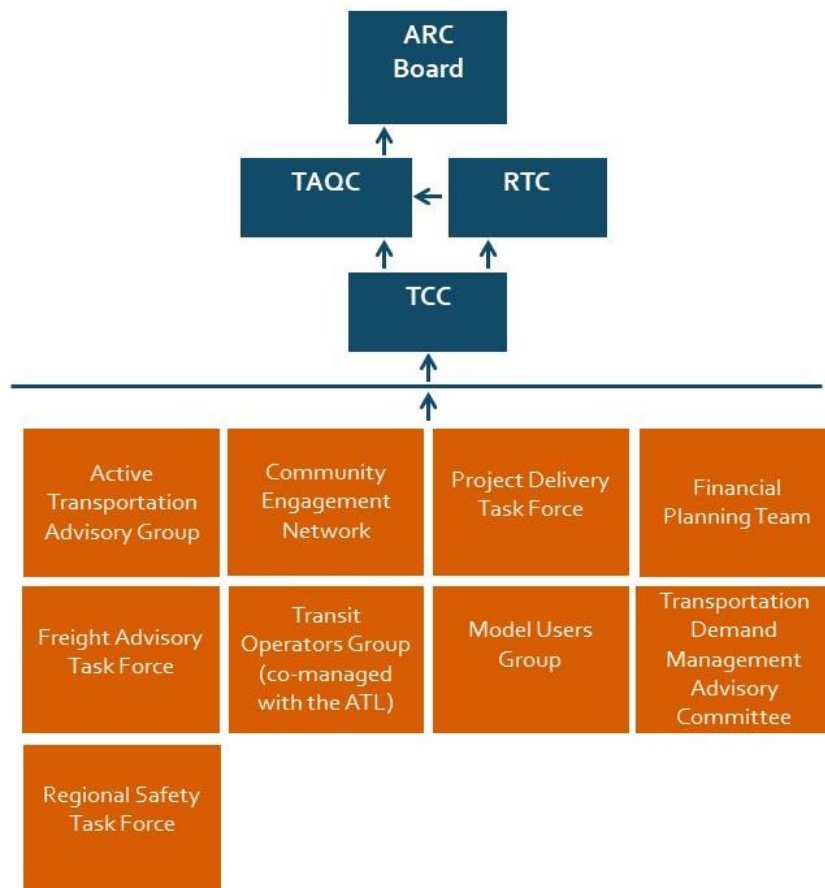 ARC
Board
TAQC
RTC
TCC
Active
Transportation
Advisory Group
Community
Engagement
Network
Project Delivery
Task Force
Financial
Planning Team
Freight Advisory
Task Force
Transit
Operators Group
(co-managed
with the ATL)
Model Users
Group
Transportation
Demand
Management
Advisory
Committee
Regional Safety
Task Force